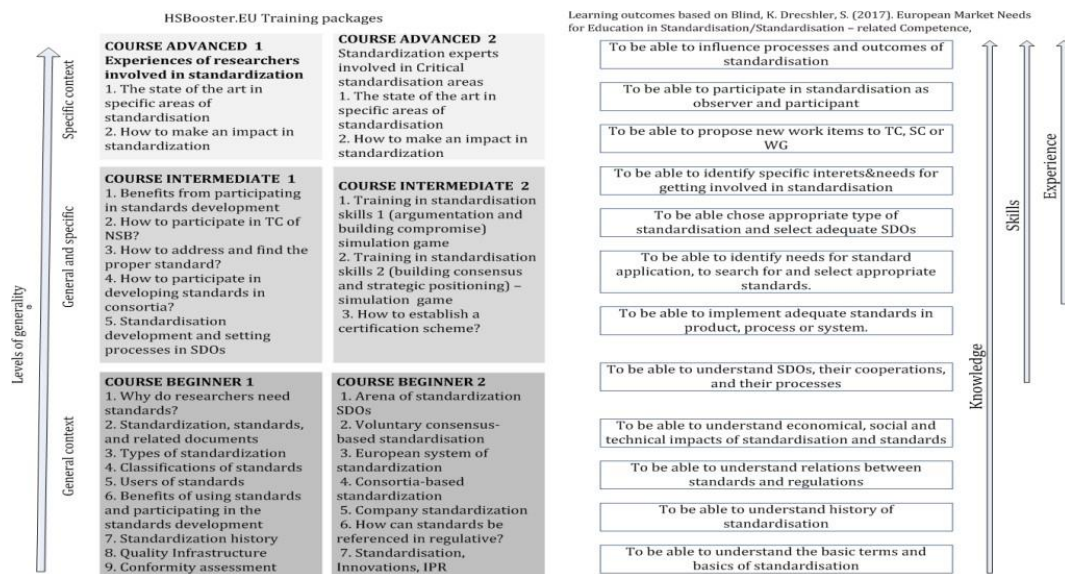 HSBooster.EU Training packages
Learning outcomes based on Blind, K. Drecshler, S. (2017). European Market Needs
for Education in Standardisation/Standardisation – related Competence,
Levels of generality
Specific context
General and specific
General context
COURSE ADVANCED 1
Experiences of researchers
involved in standardization
1. The state of the art in
specific areas of
standardisation
2. How to make an impact in
standardization
COURSE ADVANCED 2
Standardization experts
involved in Critical
standardisation areas
1. The state of the art in
specific areas of
standardisation
2. How to make an impact in
standardization
COURSE INTERMEDIATE 1
1. Benefits from participating
in standards development
2. How to participate in TC of
NSB?
3. How to address and find the
proper standard?
4. How to participate in
developing standards in
consortia?
5. Standardisation
development and setting
processes in SDOs
COURSE INTERMEDIATE 2
1. Training in standardisation
skills 1 (argumentation and
building compromise)
simulation game
2. Training in standardisation
skills 2 (building consensus
and strategic positioning) –
simulation game
3. How to establish a
certification scheme?
COURSE BEGINNER 1
1. Why do researchers need
standards?
2. Standardization, standards,
and related documents
3. Types of standardization
4. Classifications of standards
5. Users of standards
6. Benefits of using standards
and participating in the
standards development
7. Standardization history
8. Quality Infrastructure
9. Conformity assessment
COURSE BEGINNER 2
1. Arena of standardization
SDOs
2. Voluntary consensus-
based standardisation
3. European system of
standardization
4. Consortia-based
standardization
5. Company standardization
6. How can standards be
referenced in regulative?
7. Standardisation,
Innovations, IPR
To be able to influence processes and outcomes of
standardisation
To be able to participate in standardisation as
observer and participant
To be able to propose new work items to TC, SC or
WG
To be able to identify specific interets&needs for
getting involved in standardisation
To be able chose appropriate type of
standardisation and select adequate SDOs
To be able to identify needs for standard
application, to search for and select appropriate
standards.
To be able to implement adequate standards in
product, process or system.
To be able to understand SDOs, their cooperations,
and their processes
To be able to understand economical, social and
technical impacts of standardisation and standards
To be able to understand relations between
standards and regulations
To be able to understand history of
standardisation
To be able to understand the basic terms and
basics of standardisation
Knowledge
Skills
Experience